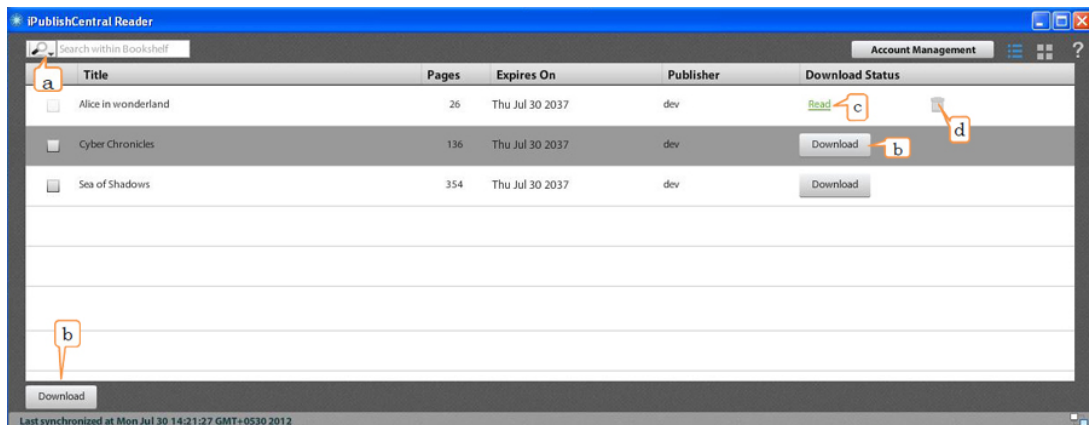 iPublishCentral Reader
Search within Bookshelf Account Management ?
a
Title Pages Expires On Publisher Download Status
Alice in wonderland 26 Thu Jul 30 2037 dev Read c
d
Cyber Chronicles 136 Thu Jul 30 2037 dev Download b
Sea of Shadows 354 Thu Jul 30 2037 dev Download
b
Download
Last synchronized at Mon Jul 30 14:21:27 GMT+0530 2012